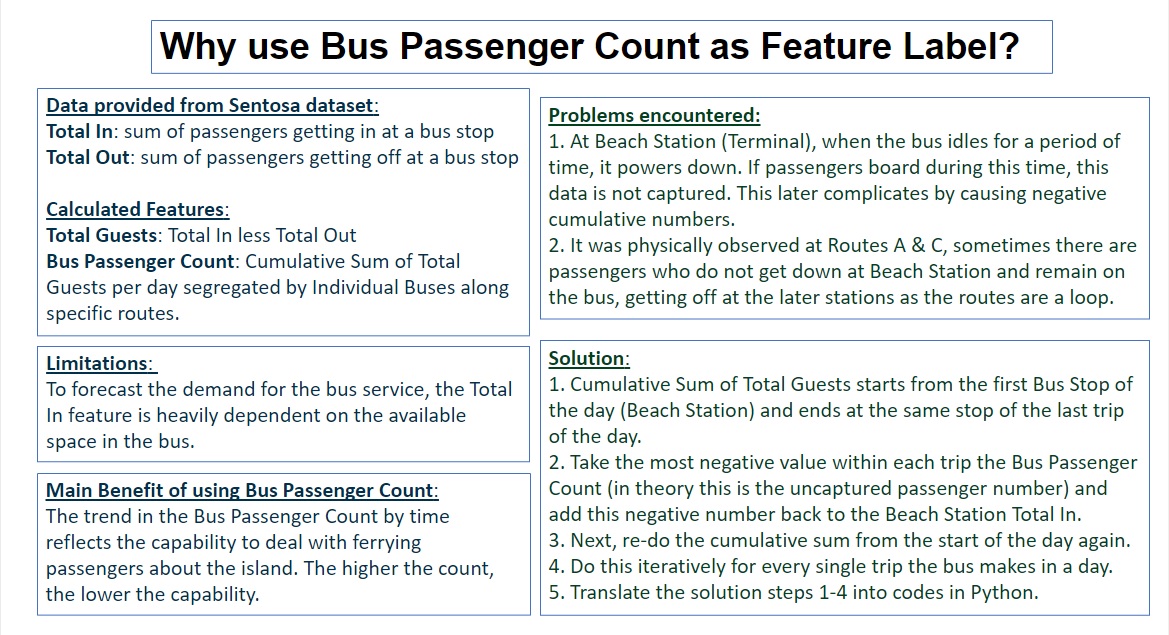 Why use Bus Passenger Count as Feature Label?
Data provided from Sentosa dataset:
Total In: sum of passengers getting in at a bus stop
Total Out: sum of passengers getting off at a bus stop
Calculated Features:
Total Guests: Total In less Total Out
Bus Passenger Count: Cumulative Sum of Total
Guests per day segregated by Individual Buses along
specific routes.
Limitations:
To forecast the demand for the bus service, the Total
In feature is heavily dependent on the available
space in the bus.
Main Benefit of using Bus Passenger Count:
The trend in the Bus Passenger Count by time
reflects the capability to deal with ferrying
passengers about the island. The higher the count,
the lower the capability.
Problems encountered:
1. At Beach Station (Terminal), when the bus idles for a period of
time, it powers down. If passengers board during this time, this
data is not captured. This later complicates by causing negative
cumulative numbers.
2. It was physically observed at Routes A & C, sometimes there are
passengers who do not get down at Beach Station and remain on
the bus, getting off at the later stations as the routes are a loop.
Solution:
1. Cumulative Sum of Total Guests starts from the first Bus Stop of
the day (Beach Station) and ends at the same stop of the last trip
of the day.
2. Take the most negative value within each trip the Bus Passenger
Count (in theory this is the uncaptured passenger number) and
add this negative number back to the Beach Station Total In.
3. Next, re-do the cumulative sum from the start of the day again.
4. Do this iteratively for every single trip the bus makes in a day.
5. Translate the solution steps 1-4 into codes in Python.